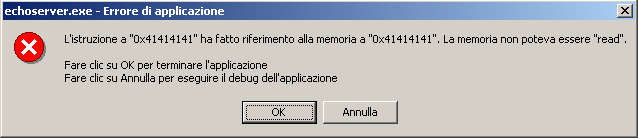 echoserver.exe - Errore di applicazione
L'istruzione a "0x41414141" ha fatto riferimento alla memoria a "0x41414141". La memoria non poteva essere "read".
Fare clic su OK per terminare l'applicazione
Fare clic su Annulla per eseguire il debug dell'applicazione
OK
Annulla